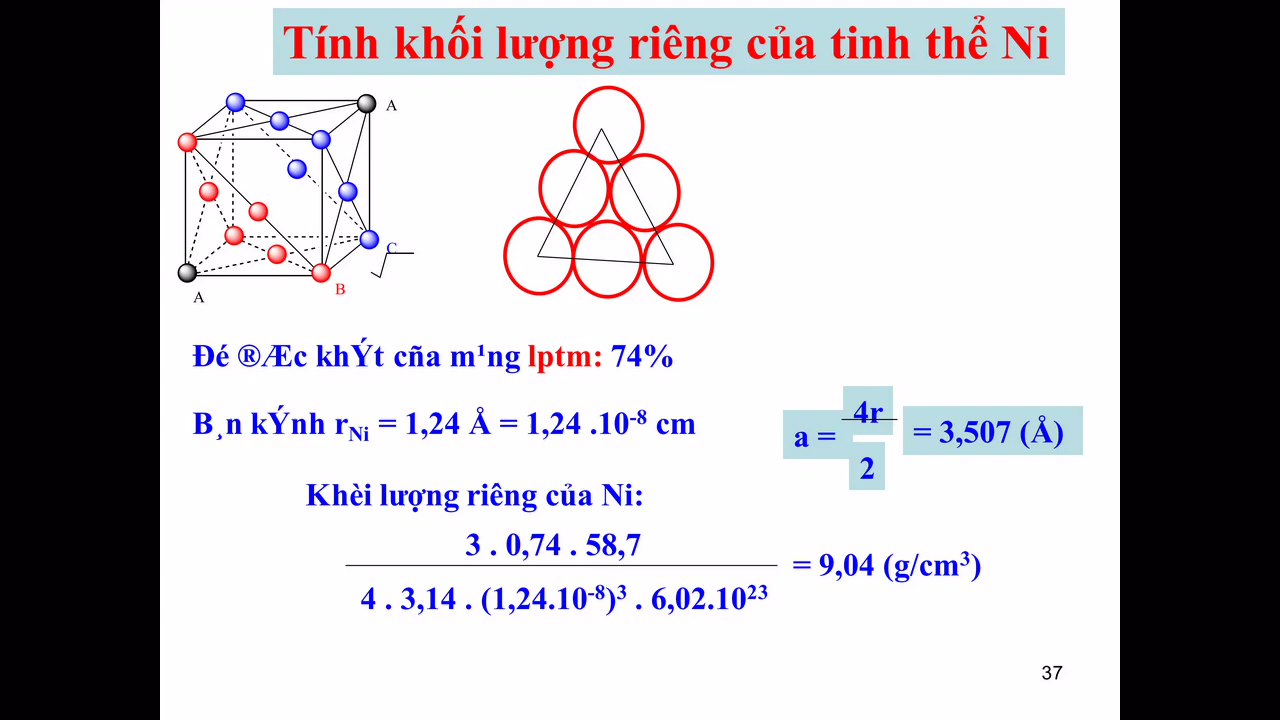 Tính khối lượng riêng của tinh thể Ni
A
C
B
A
Đé ®Æc khÝt cña m¹ng lptm: 74%
B¸n kÝnh rNi = 1,24 Å = 1,24 .10-8 cm
a = 4r / 2 = 3,507 (Å)
Khèi lượng riêng của Ni:
3 . 0,74 . 58,7
4 . 3,14 . (1,24.10-8)3 . 6,02.1023
= 9,04 (g/cm3)
37